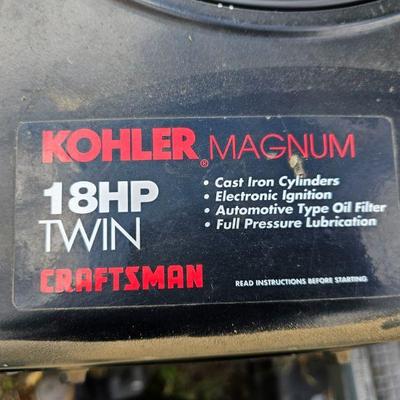 KOHLER® MAGNUM
18HP
TWIN
• Cast Iron Cylinders
• Electronic Ignition
• Automotive Type Oil Filter
• Full Pressure Lubrication
CRAFTSMAN
READ INSTRUCTIONS BEFORE STARTING